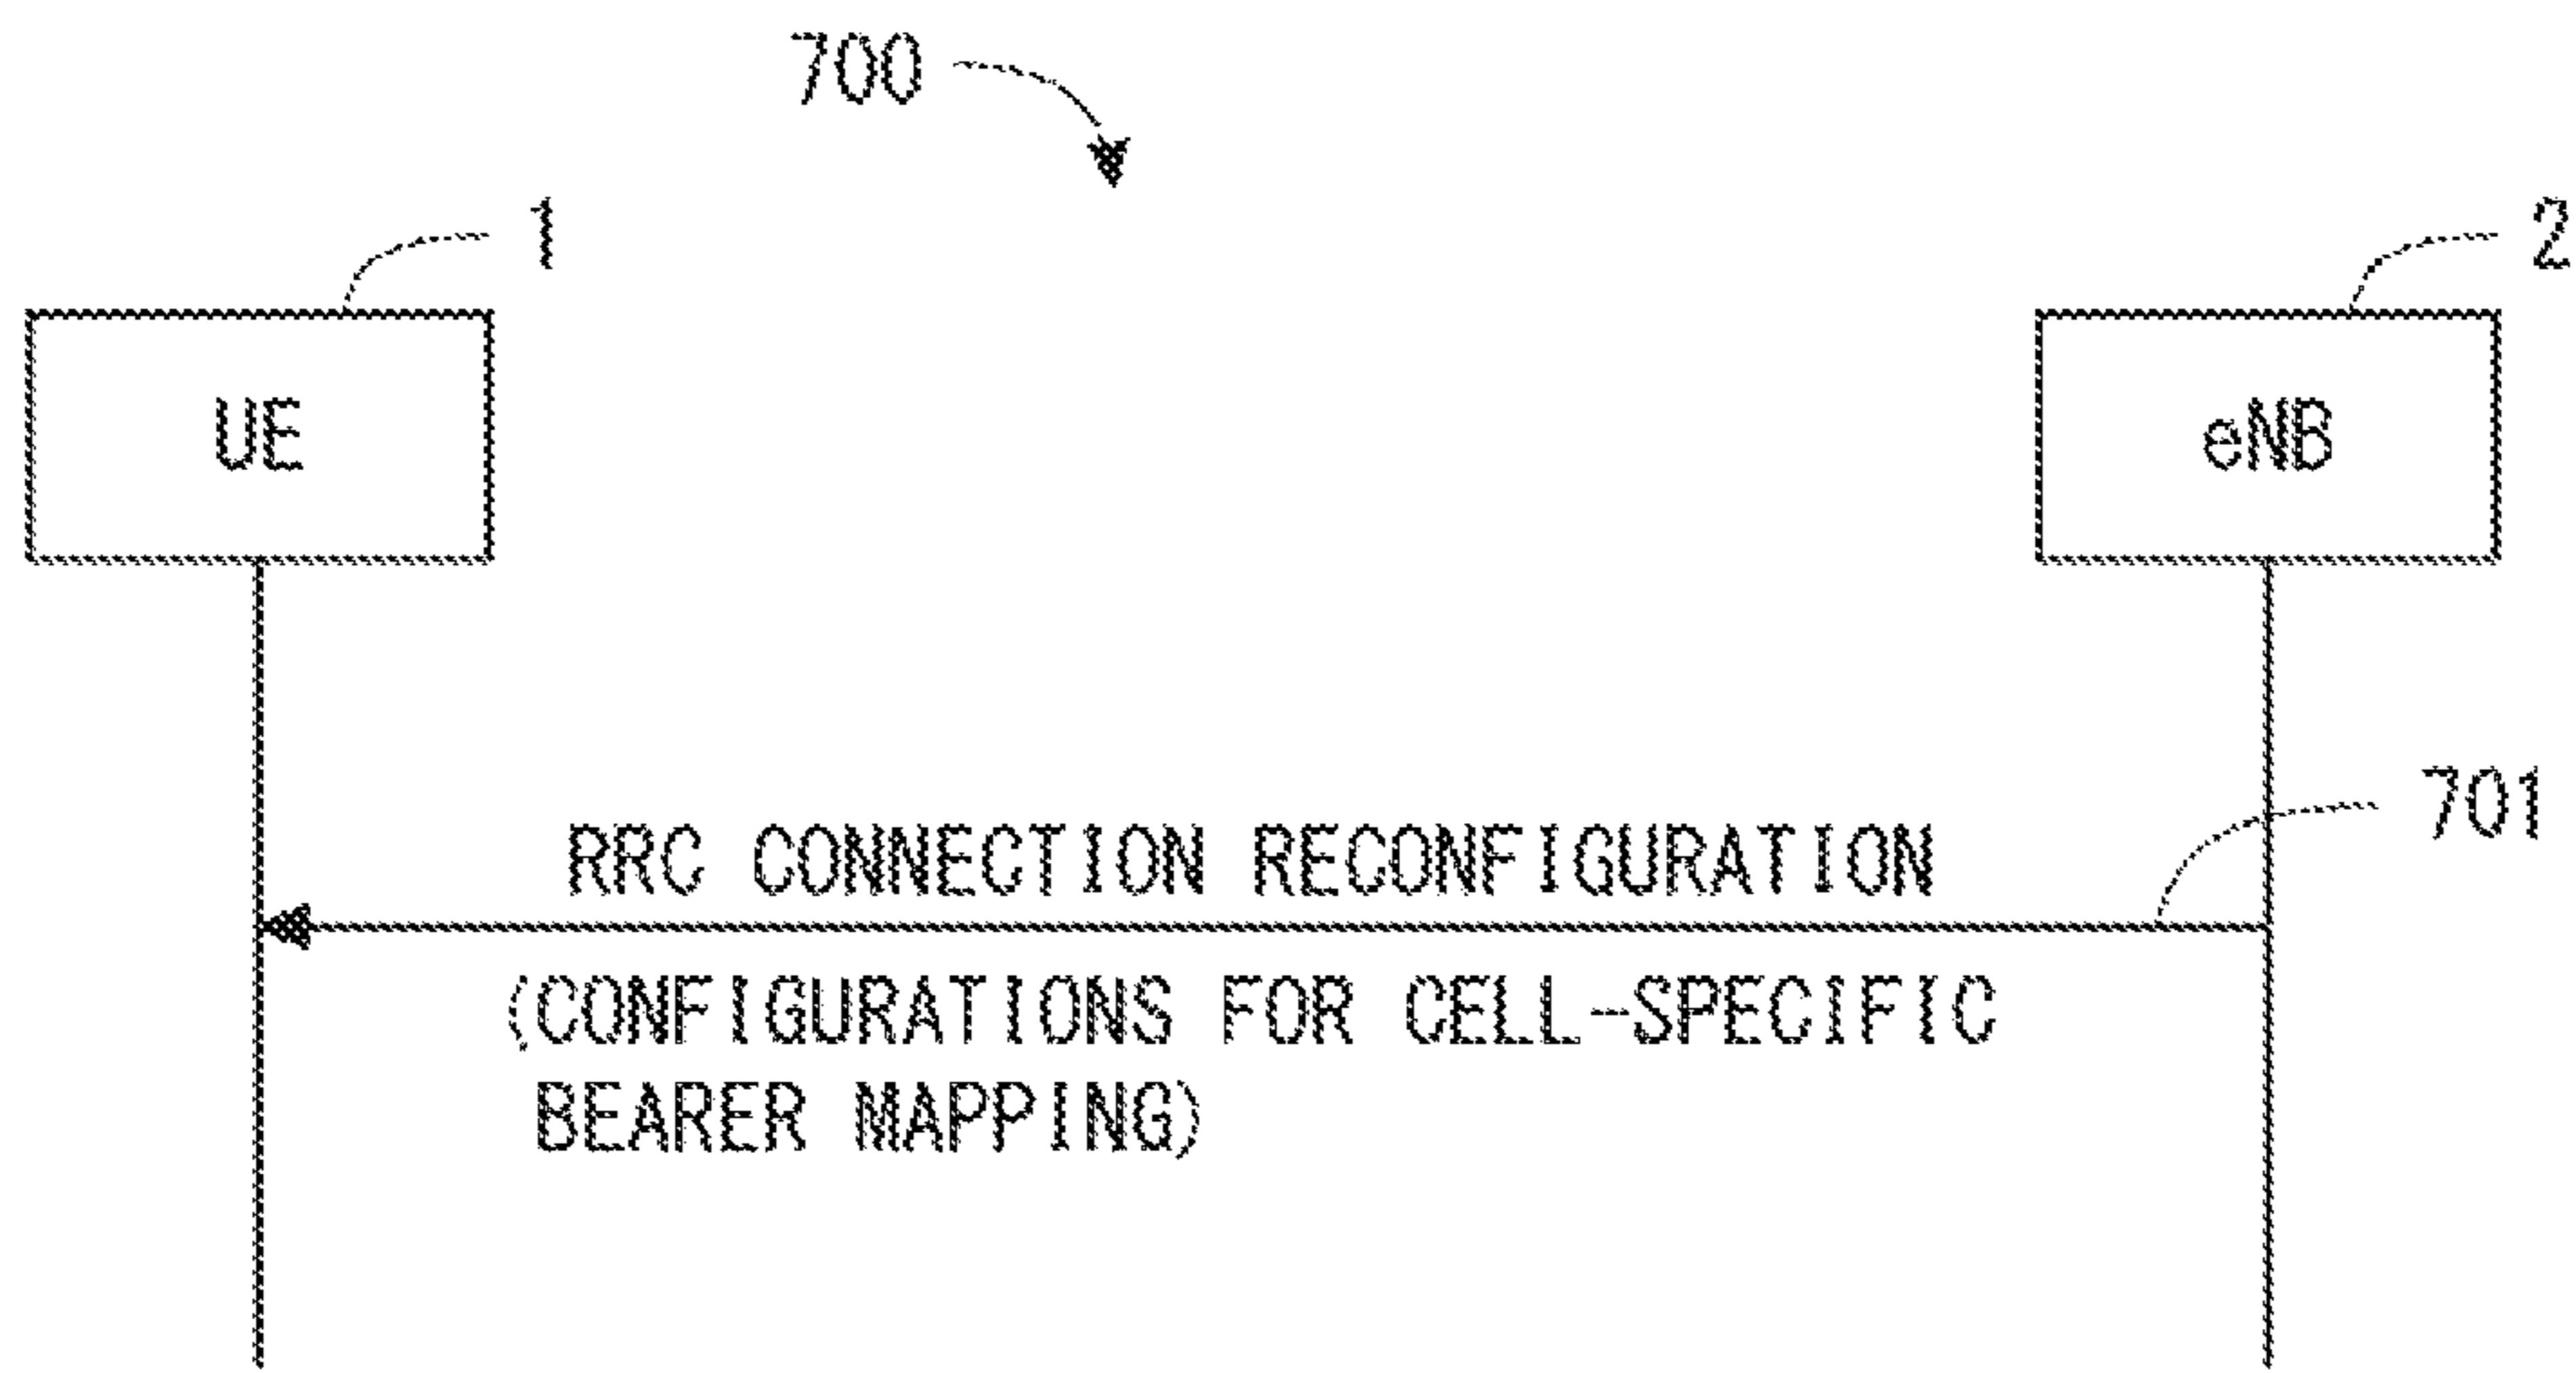 700
1
2
UE
eNB
701
RRC CONNECTION RECONFIGURATION
(CONFIGURATIONS FOR CELL-SPECIFIC
BEARER MAPPING)